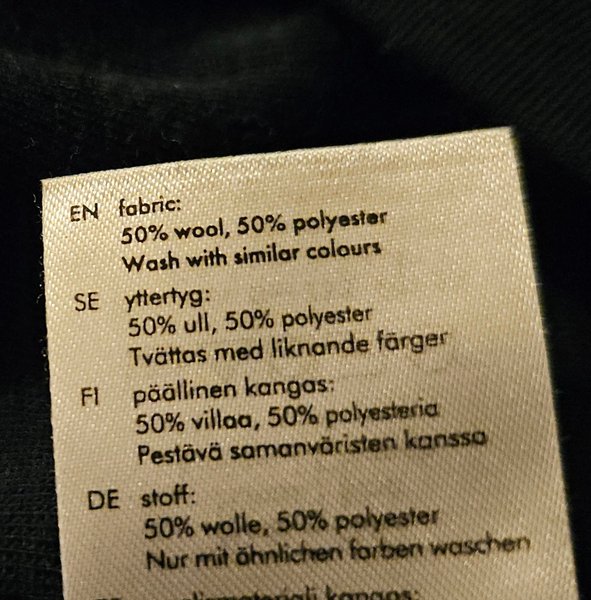 EN fabric:
50% wool, 50% polyester
Wash with similar colours
SE yttertyg:
50% ull, 50% polyester
Tvättas med liknande färger
FI päällinen kangas:
50% villaa, 50% polyesteria
Pestävä samanväristen kanssa
DE stoff:
50% wolle, 50% polyester
Nur mit ähnlichen farben waschen
kangas: